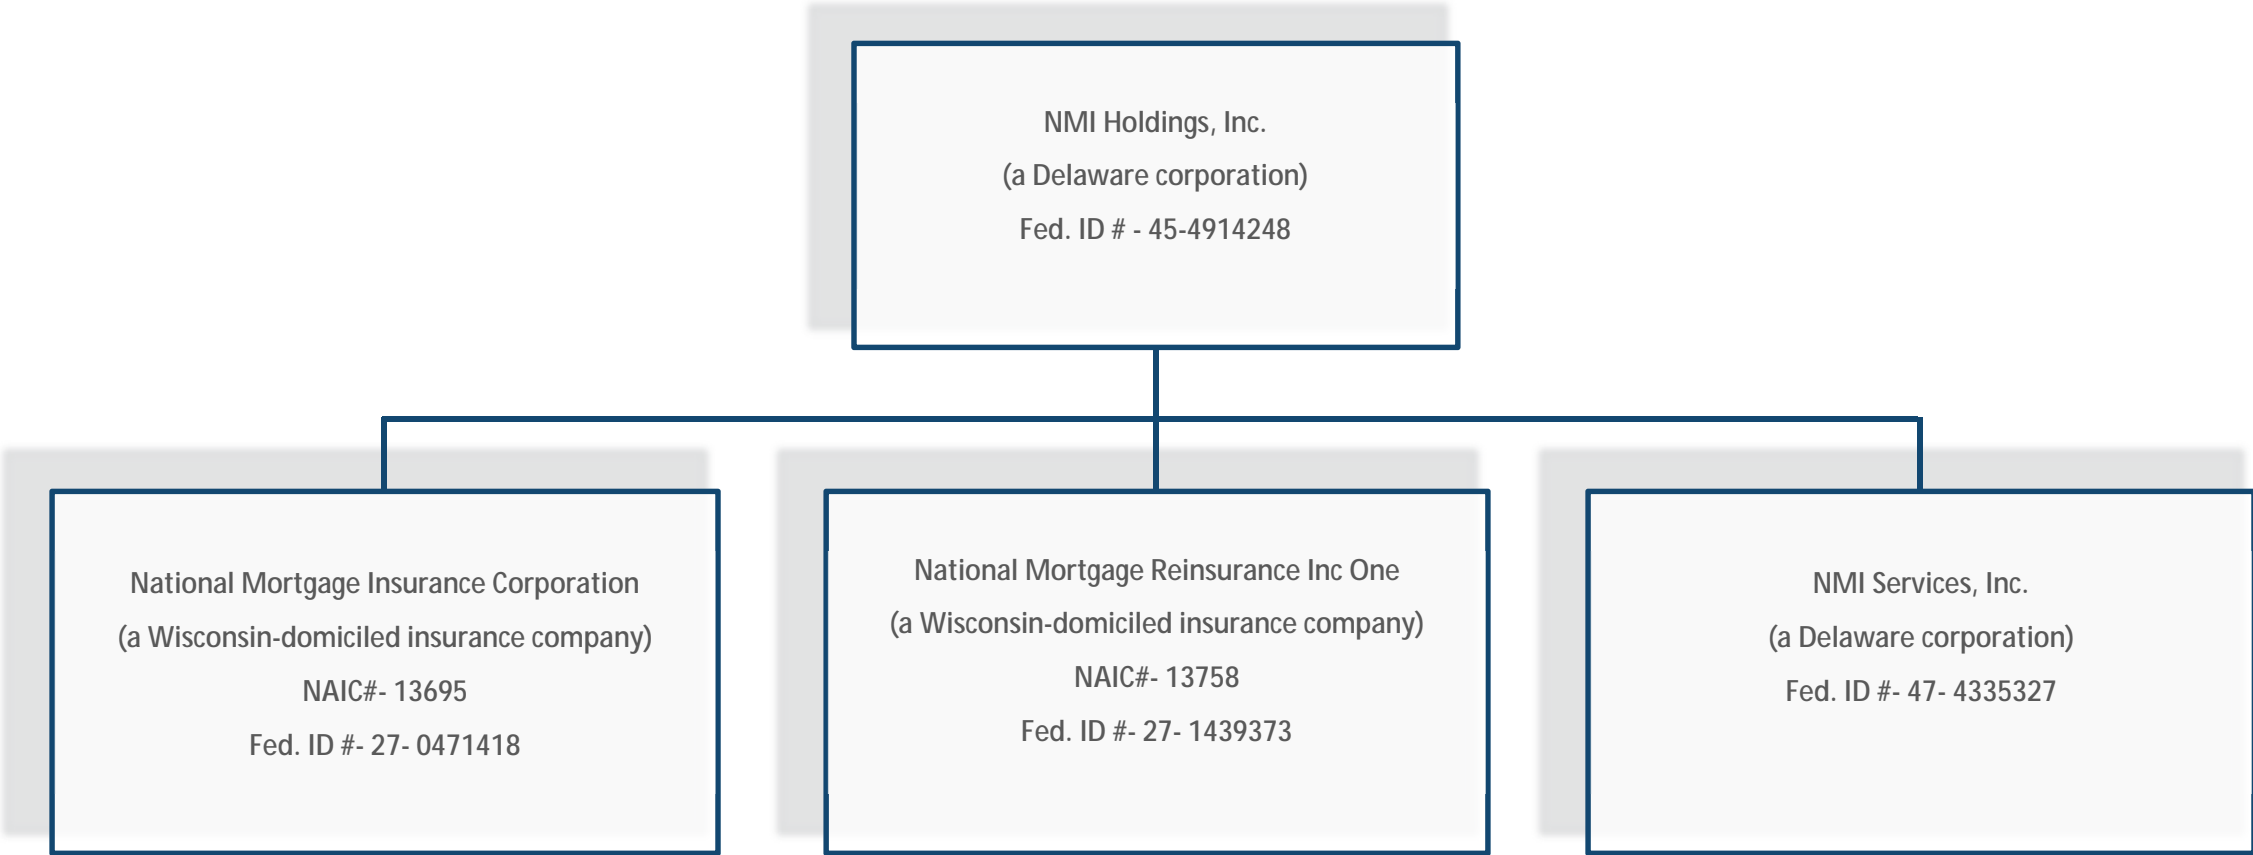 NMI Holdings, Inc.
(a Delaware corporation)
Fed. ID # - 45-4914248
National Mortgage Insurance Corporation
(a Wisconsin-domiciled insurance company)
NAIC#- 13695
Fed. ID #- 27- 0471418
National Mortgage Reinsurance Inc One
(a Wisconsin-domiciled insurance company)
NAIC#- 13758
Fed. ID #- 27- 1439373
NMI Services, Inc.
(a Delaware corporation)
Fed. ID #- 47- 4335327